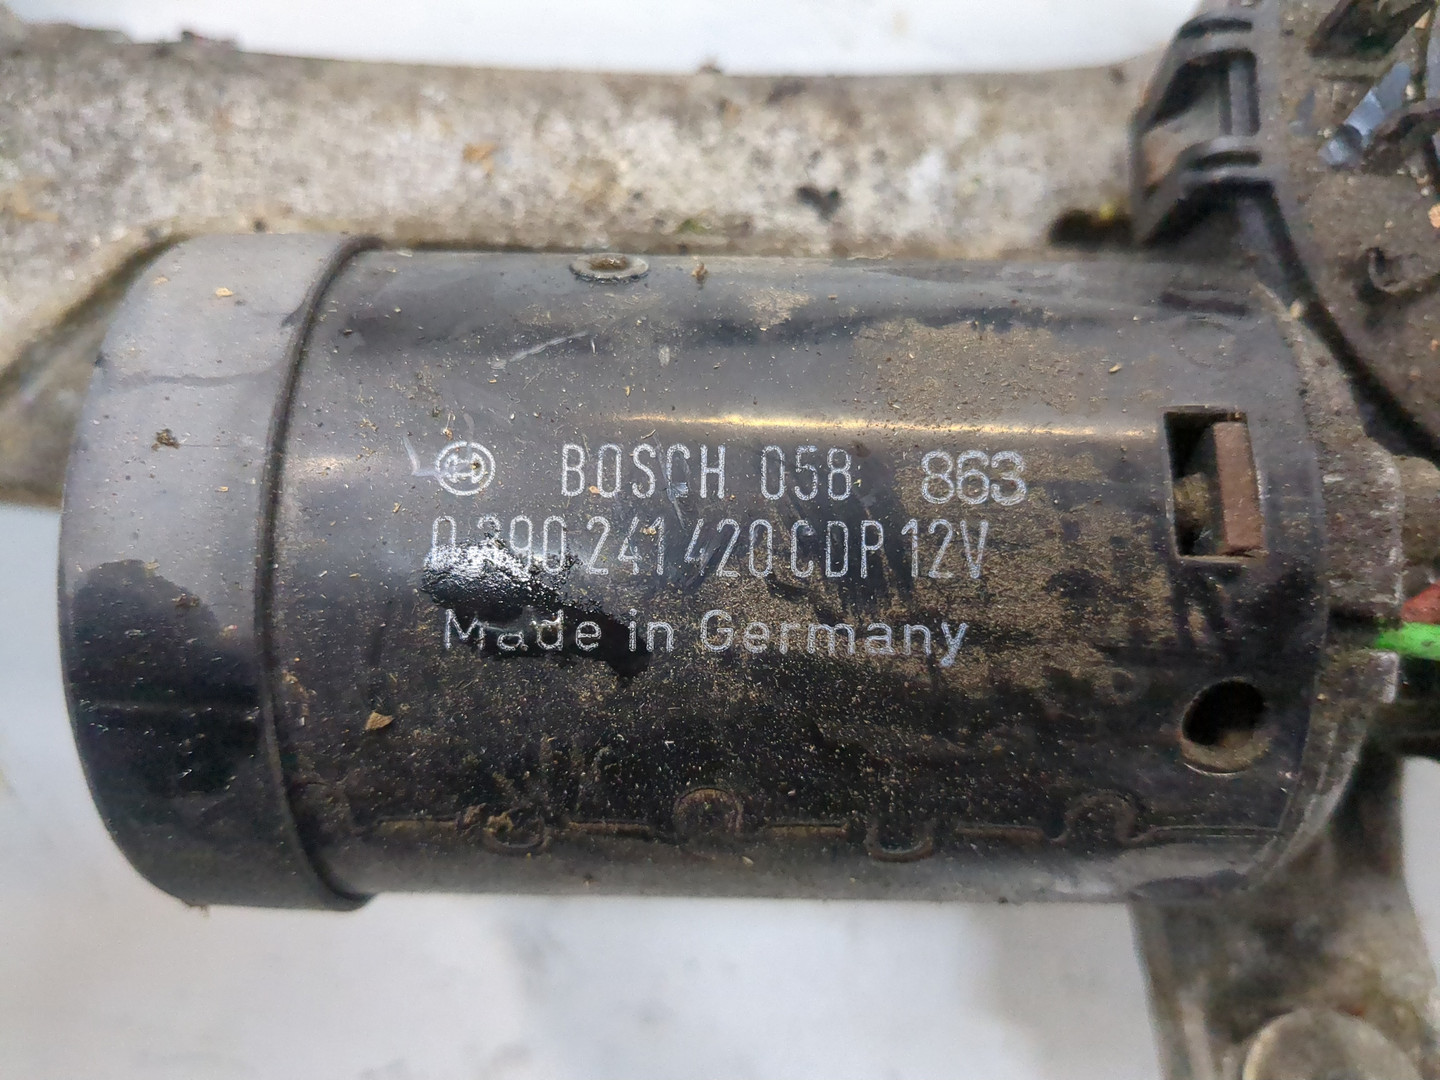 BOSCH 058 863
0 390 241 420 CDP 12V
Made in Germany